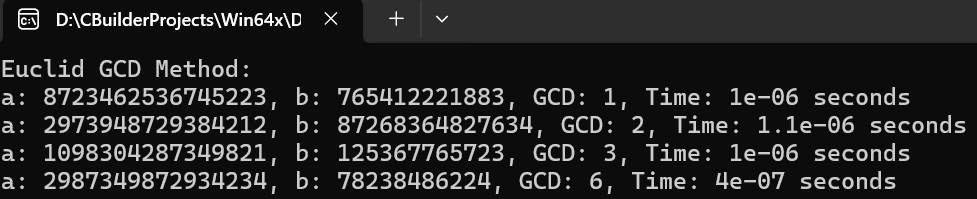 D:\CBuilderProjects\Win64x\D
Euclid GCD Method:
a: 8723462536745223, b: 765412221883, GCD: 1, Time: 1e-06 seconds
a: 2973948729384212, b: 87268364827634, GCD: 2, Time: 1.1e-06 seconds
a: 1098304287349821, b: 125367765723, GCD: 3, Time: 1e-06 seconds
a: 2987349872934234, b: 78238486224, GCD: 6, Time: 4e-07 seconds